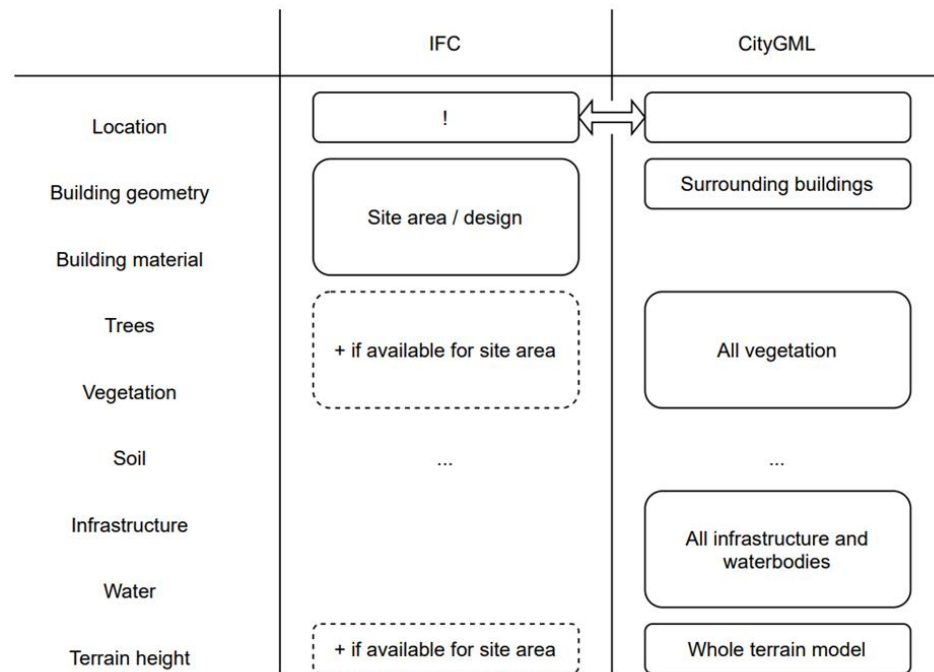 IFC CityGML
Location !
Building geometry Surrounding buildings
Site area / design
Building material
Trees
+ if available for site area All vegetation
Vegetation
Soil ... ...
Infrastructure
All infrastructure and
waterbodies
Water
Terrain height + if available for site area Whole terrain model